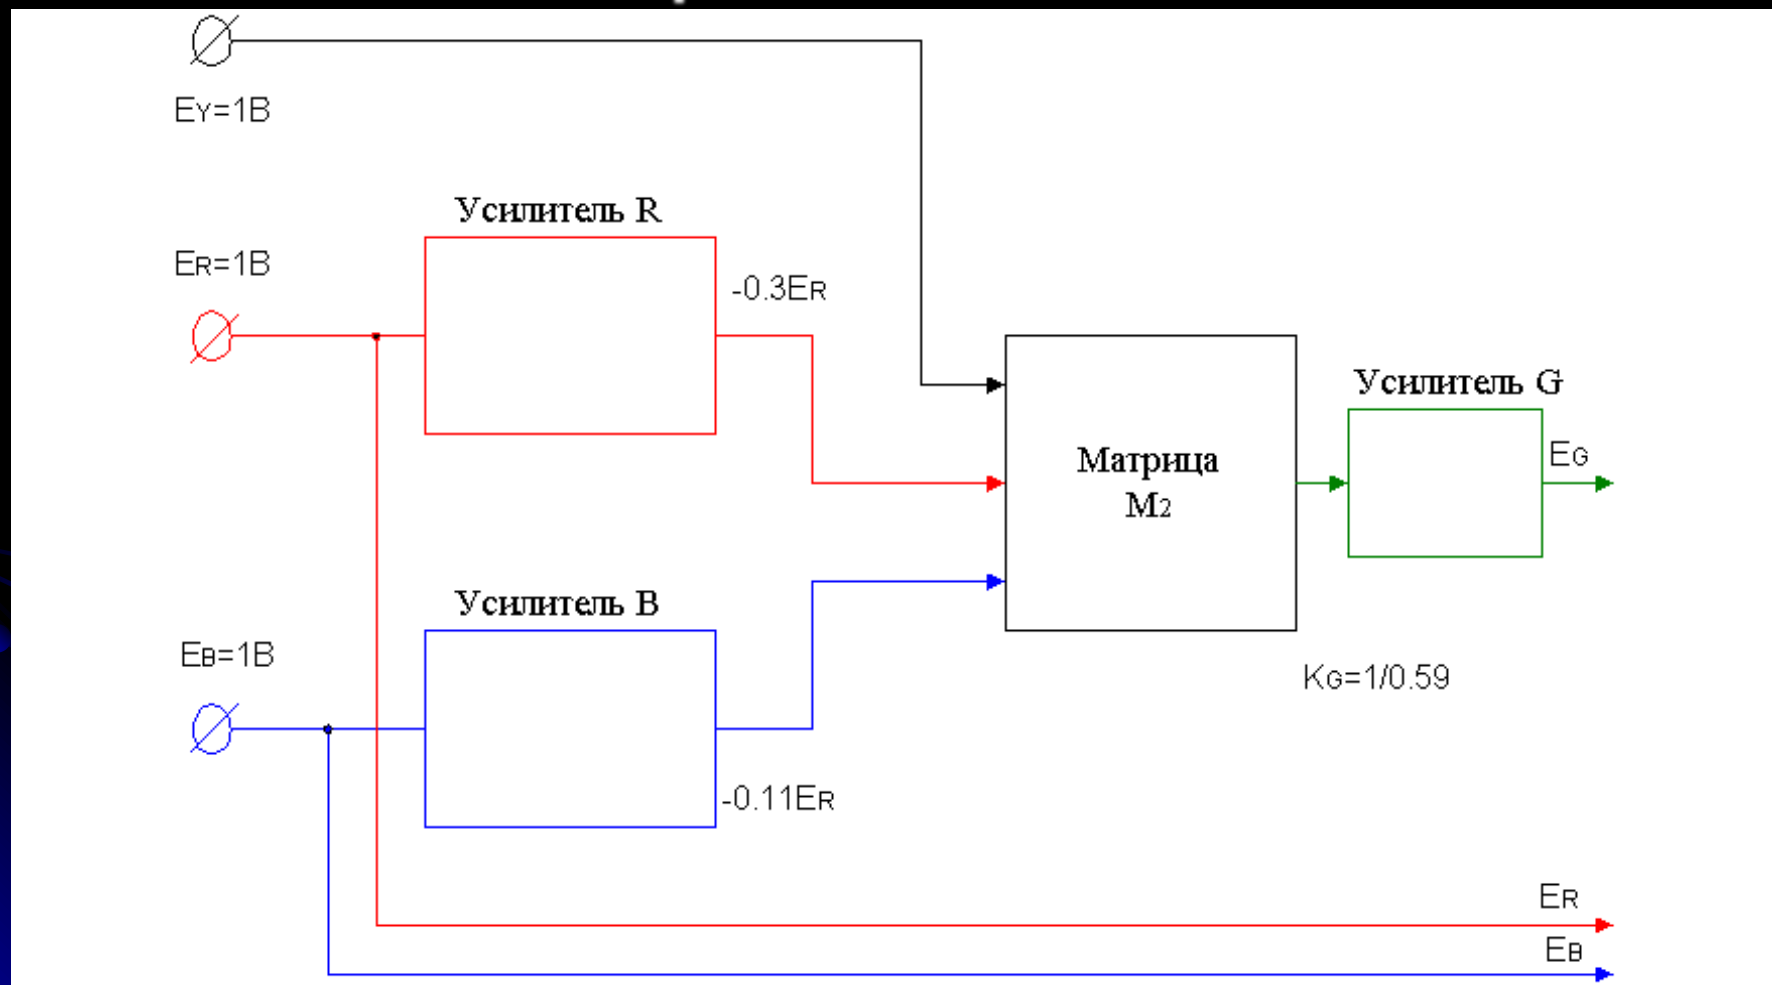 EY=1В
Усилитель R
ER=1В
-0.3ER
Усилитель G
EG
Матрица
M2
Усилитель B
EB=1В
KG=1/0.59
-0.11ER
ER
EB